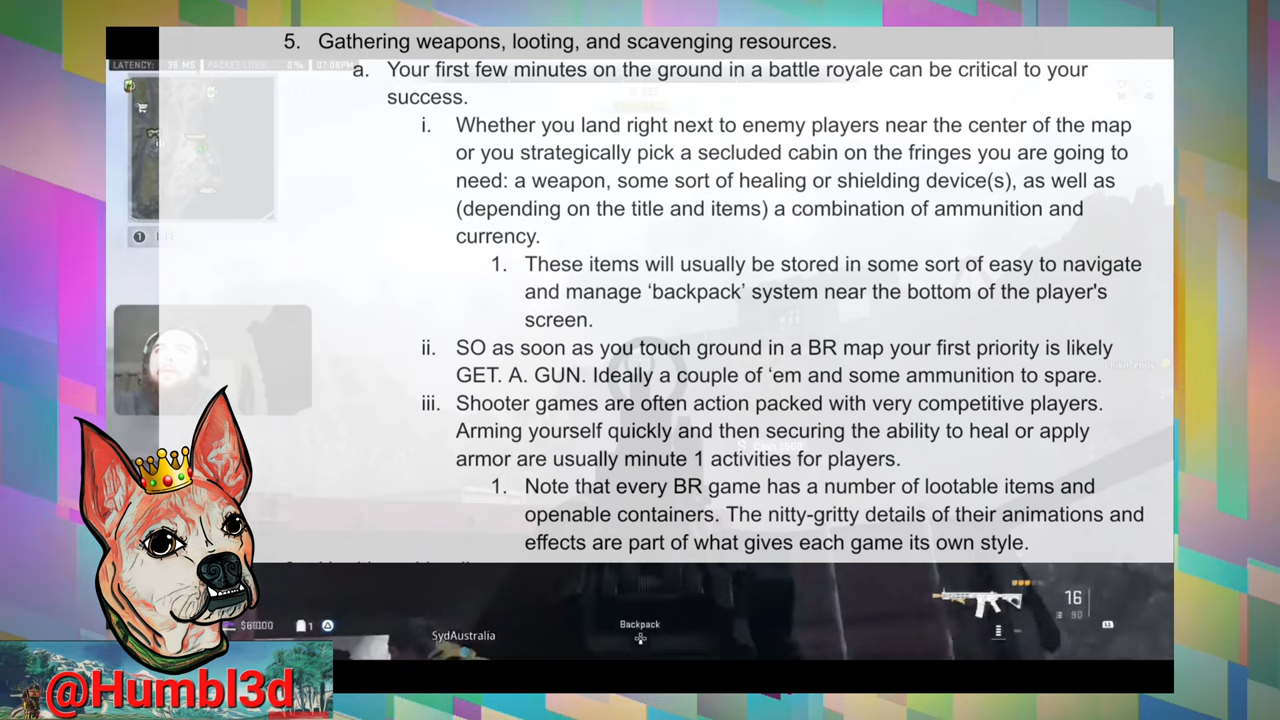 5. Gathering weapons, looting, and scavenging resources.
LATENCY: 36 MS PACKET LOSS 0% 07:08PM
a. Your first few minutes on the ground in a battle royale can be critical to your
success.
i. Whether you land right next to enemy players near the center of the map
or you strategically pick a secluded cabin on the fringes you are going to
need: a weapon, some sort of healing or shielding device(s), as well as
(depending on the title and items) a combination of ammunition and
currency.
1. These items will usually be stored in some sort of easy to navigate
and manage ‘backpack’ system near the bottom of the player's
screen.
ii. SO as soon as you touch ground in a BR map your first priority is likely
GET. A. GUN. Ideally a couple of ‘em and some ammunition to spare.
iii. Shooter games are often action packed with very competitive players.
Arming yourself quickly and then securing the ability to heal or apply
armor are usually minute 1 activities for players.
1. Note that every BR game has a number of lootable items and
openable containers. The nitty-gritty details of their animations and
effects are part of what gives each game its own style.
16
90
1
Backpack
SydAustralia
@Humbl3d